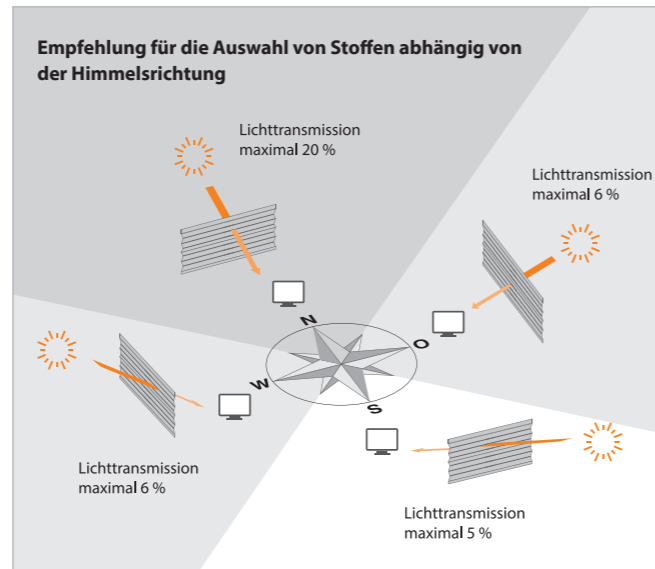 Empfehlung für die Auswahl von Stoffen abhängig von
der Himmelsrichtung
Lichttransmission
maximal 20 %
Lichttransmission
maximal 6 %
N
O
W
S
Lichttransmission
maximal 6 %
Lichttransmission
maximal 5 %